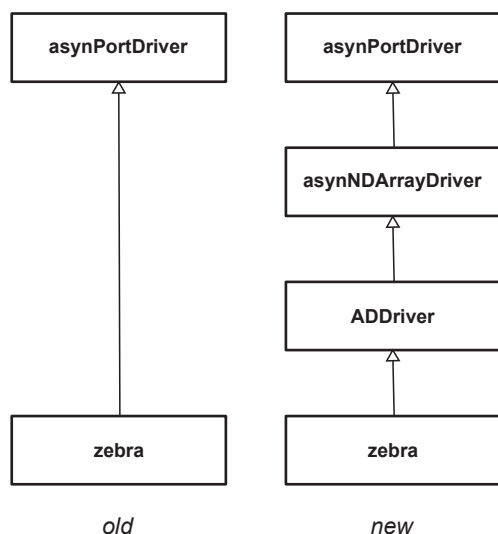 asynPortDriver
zebra
old
asynPortDriver
asynNDArrayDriver
ADDriver
zebra
new